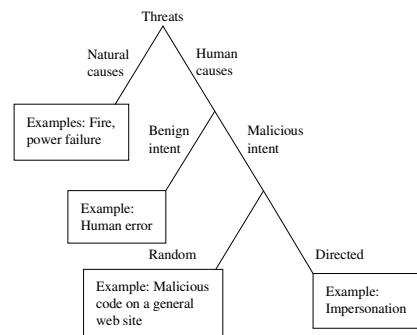 Threats
Natural
causes
Human
causes
Examples: Fire,
power failure
Benign
intent
Malicious
intent
Example:
Human error
Random
Directed
Example: Malicious
code on a general
web site
Example:
Impersonation